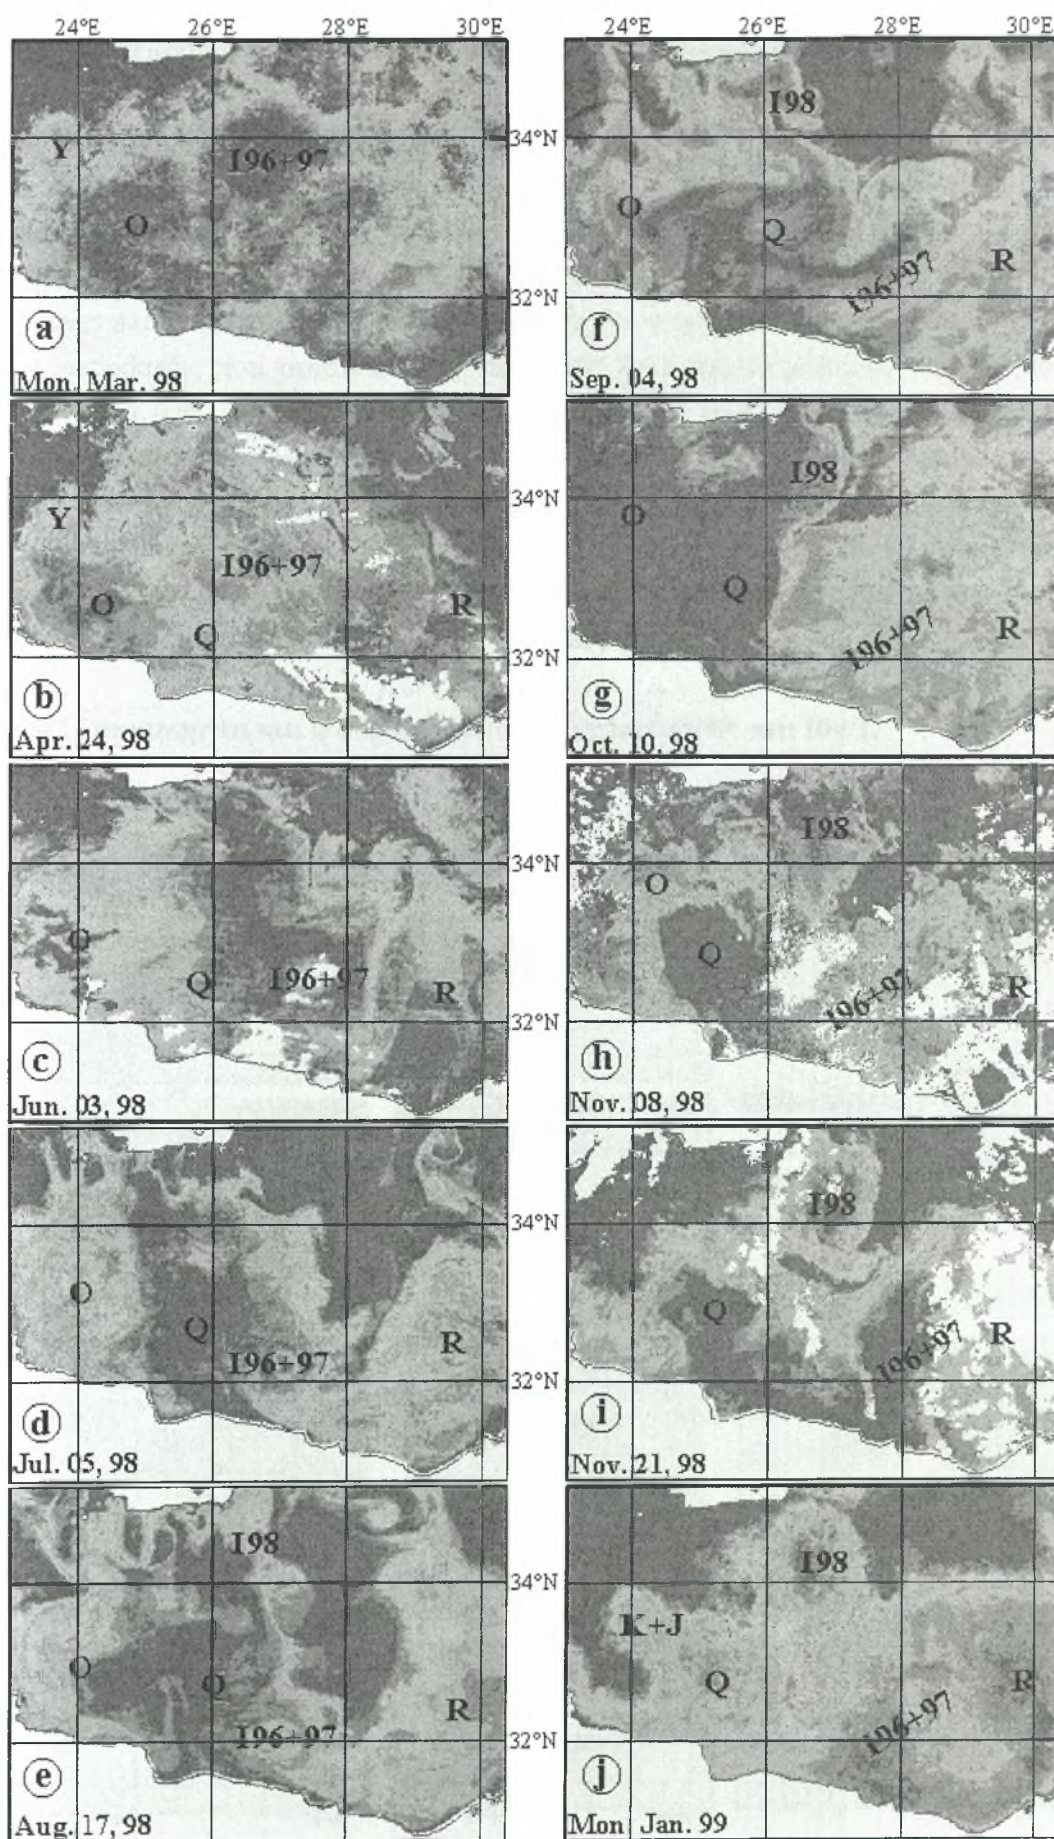 24°E 26°E 28°E 30°E 24°E 26°E 28°E 30°E
I98
34°N
Y I96+97
O
O
Q
R
I96+97
32°N
a f
Mon. Mar. 98 Sep. 04, 98
I98
34°N
Y
O
I96+97
O R
Q
Q
I96+97 R
32°N
b g
Apr. 24, 98 Oct. 10, 98
I98
34°N
O
O
Q
I96+97
Q R
I96+97 R
32°N
c h
Jun. 03, 98 Nov. 08, 98
I98
34°N
O
Q
Q
I96+97 R
I96+97 R
32°N
d i
Jul. 05, 98 Nov. 21, 98
I98
I98
34°N
K+J
O
Q
Q
R
R
I96+97
I96+97
32°N
e j
Aug. 17, 98 Mon. Jan. 99